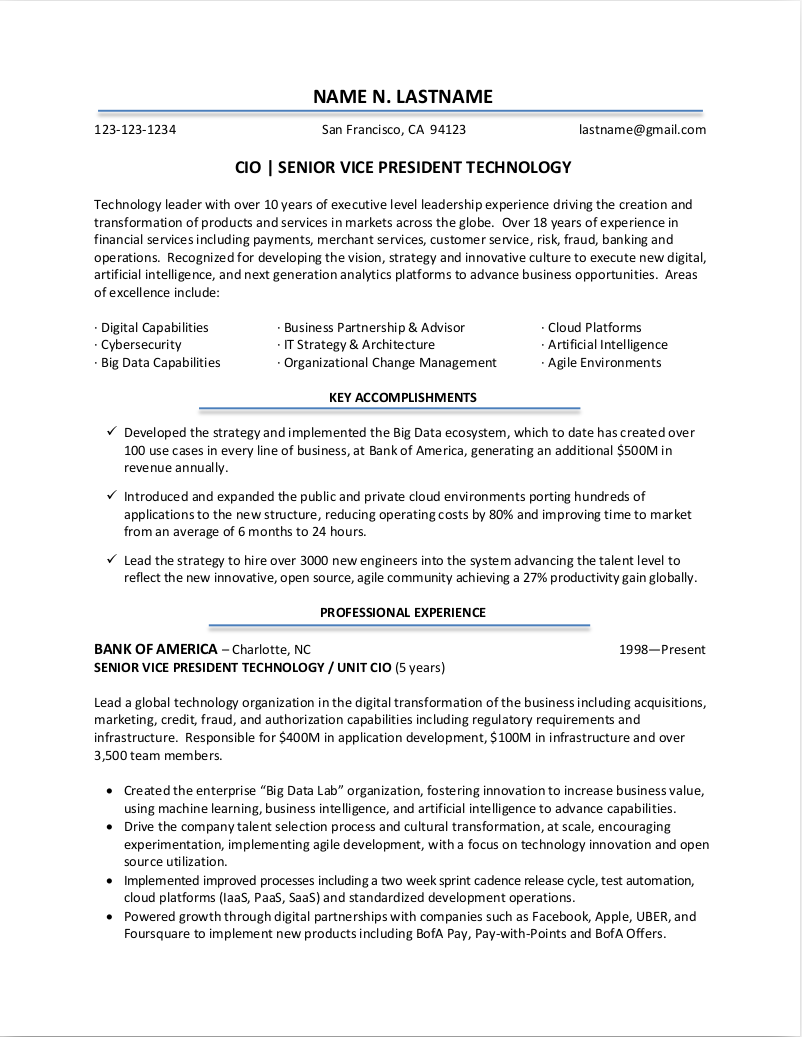 NAME N. LASTNAME
123-123-1234 San Francisco, CA 94123 lastname@gmail.com
CIO | SENIOR VICE PRESIDENT TECHNOLOGY
Technology leader with over 10 years of executive level leadership experience driving the creation and
transformation of products and services in markets across the globe. Over 18 years of experience in
financial services including payments, merchant services, customer service, risk, fraud, banking and
operations. Recognized for developing the vision, strategy and innovative culture to execute new digital,
artificial intelligence, and next generation analytics platforms to advance business opportunities. Areas
of excellence include:
· Digital Capabilities · Business Partnership & Advisor · Cloud Platforms
· Cybersecurity · IT Strategy & Architecture · Artificial Intelligence
· Big Data Capabilities · Organizational Change Management · Agile Environments
KEY ACCOMPLISHMENTS
✓ Developed the strategy and implemented the Big Data ecosystem, which to date has created over
100 use cases in every line of business, at Bank of America, generating an additional $500M in
revenue annually.
✓ Introduced and expanded the public and private cloud environments porting hundreds of
applications to the new structure, reducing operating costs by 80% and improving time to market
from an average of 6 months to 24 hours.
✓ Lead the strategy to hire over 3000 new engineers into the system advancing the talent level to
reflect the new innovative, open source, agile community achieving a 27% productivity gain globally.
PROFESSIONAL EXPERIENCE
BANK OF AMERICA – Charlotte, NC 1998—Present
SENIOR VICE PRESIDENT TECHNOLOGY / UNIT CIO (5 years)
Lead a global technology organization in the digital transformation of the business including acquisitions,
marketing, credit, fraud, and authorization capabilities including regulatory requirements and
infrastructure. Responsible for $400M in application development, $100M in infrastructure and over
3,500 team members.
• Created the enterprise “Big Data Lab” organization, fostering innovation to increase business value,
using machine learning, business intelligence, and artificial intelligence to advance capabilities.
• Drive the company talent selection process and cultural transformation, at scale, encouraging
experimentation, implementing agile development, with a focus on technology innovation and open
source utilization.
• Implemented improved processes including a two week sprint cadence release cycle, test automation,
cloud platforms (IaaS, PaaS, SaaS) and standardized development operations.
• Powered growth through digital partnerships with companies such as Facebook, Apple, UBER, and
Foursquare to implement new products including BofA Pay, Pay-with-Points and BofA Offers.